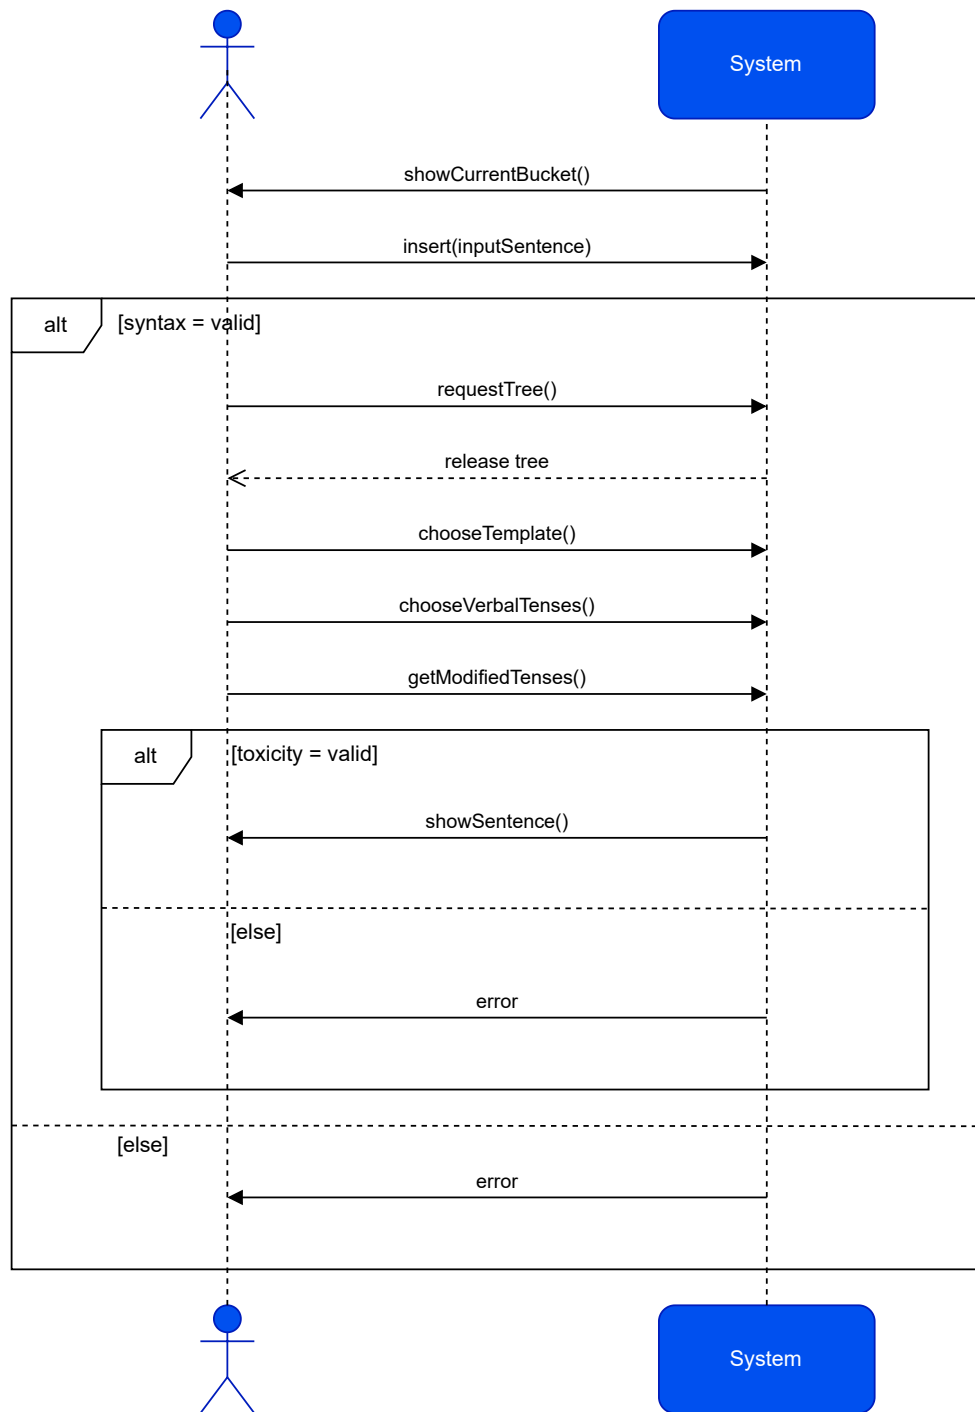 System
showCurrentBucket()
insert(inputSentence)
alt
[syntax = valid]
requestTree()
release tree
chooseTemplate()
chooseVerbalTenses()
getModifiedTenses()
alt
[toxicity = valid]
showSentence()
[else]
error
[else]
error
System